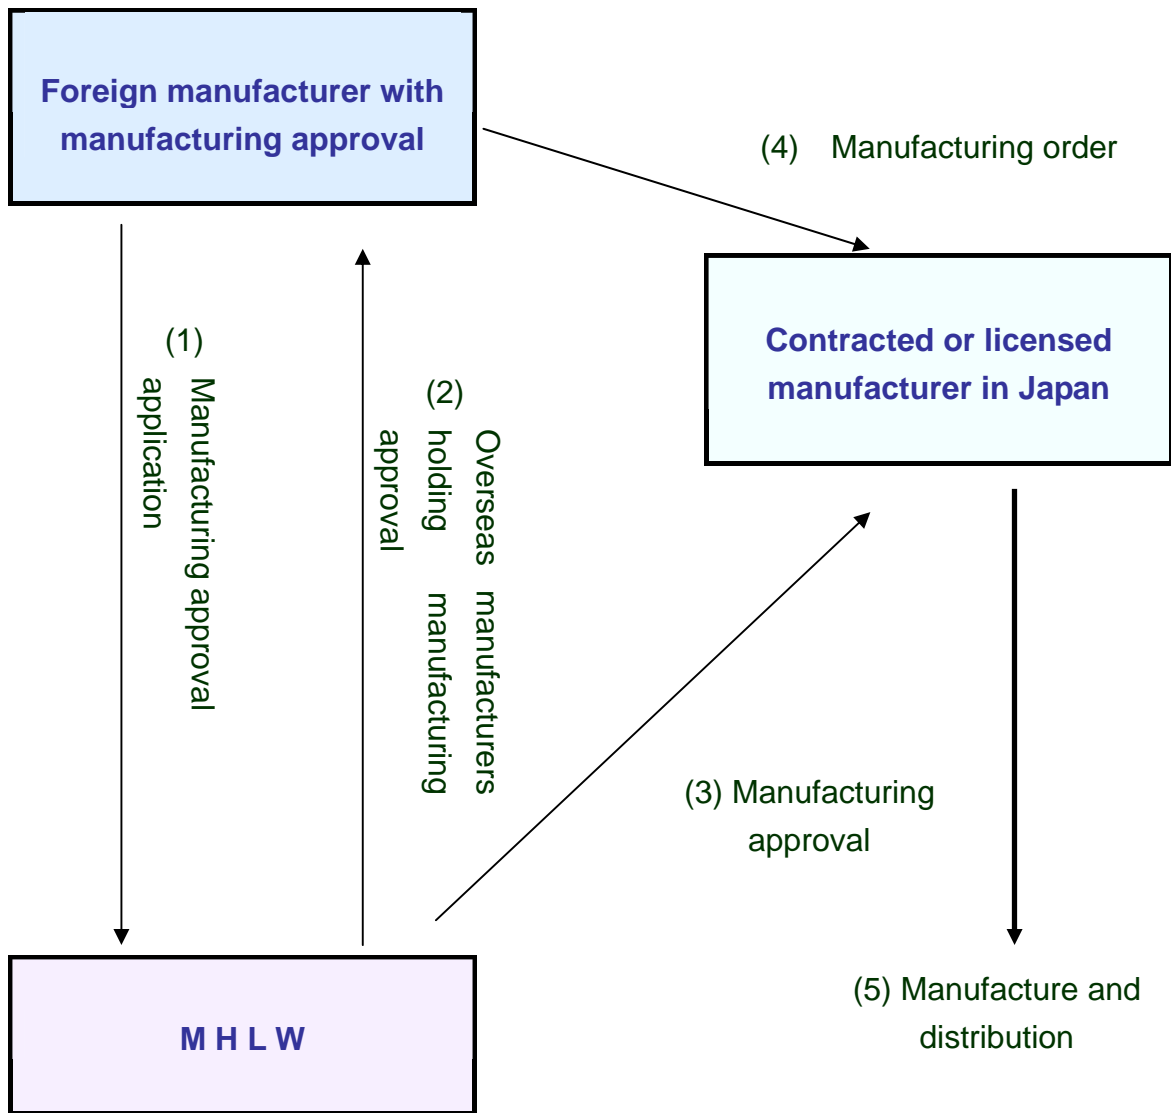 Foreign manufacturer with
manufacturing approval
(4) Manufacturing order
Contracted or licensed
manufacturer in Japan
(1)
Manufacturing approval
application
(2)
Overseas manufacturers
holding manufacturing
approval
(3) Manufacturing
approval
(5) Manufacture and
distribution
M H L W